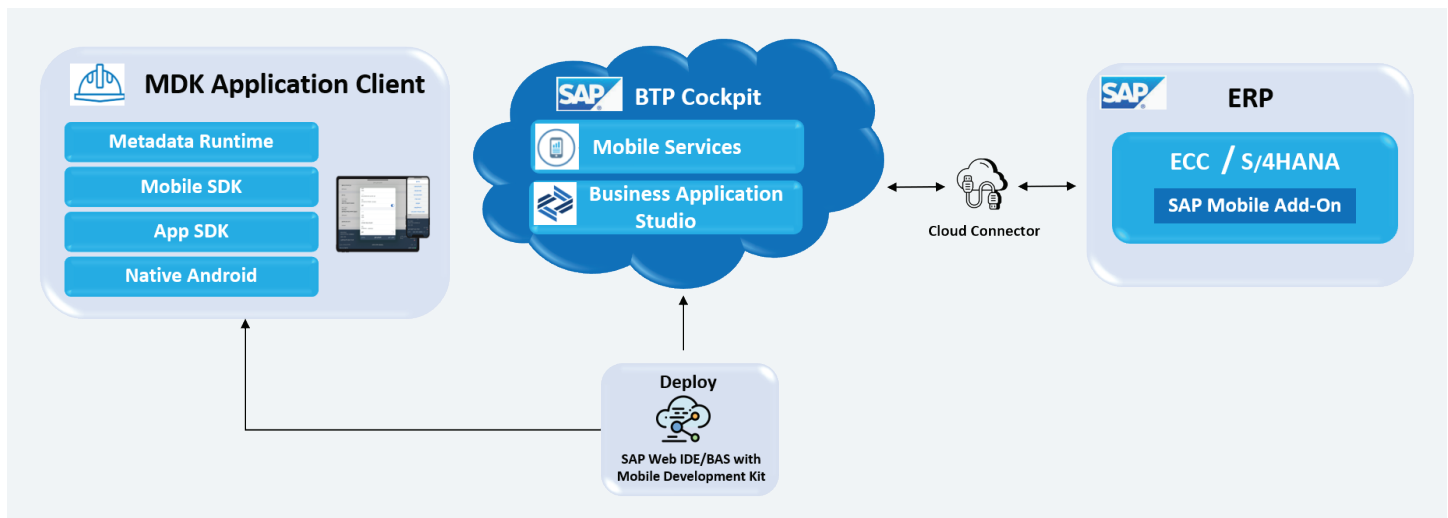 MDK Application Client
Metadata Runtime
Mobile SDK
App SDK
Native Android
SAP
BTP Cockpit
Mobile Services
Business Application
Studio
Cloud Connector
SAP
ERP
ECC / S/4HANA
SAP Mobile Add-On
Deploy
SAP Web IDE/BAS with
Mobile Development Kit